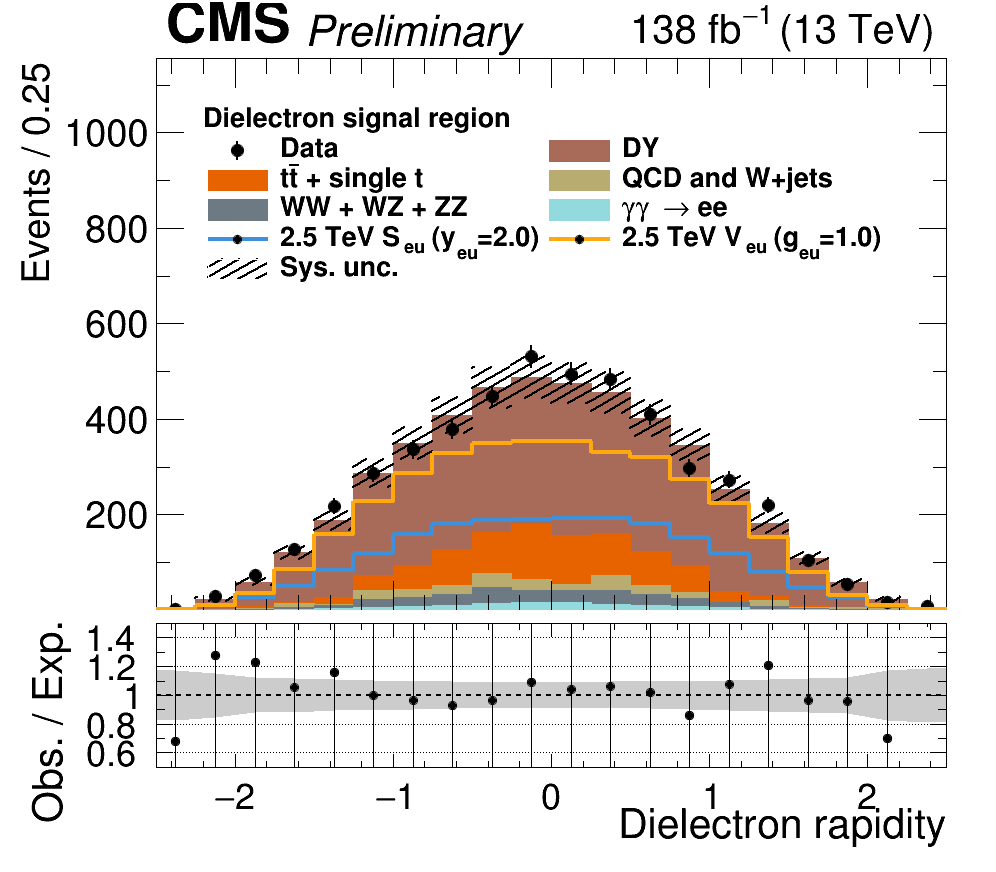 CMS Preliminary 138 fb⁻¹ (13 TeV)
Events / 0.25
1000
800
600
400
200
Dielectron signal region
Data
DY
tt̄ + single t
QCD and W+jets
WW + WZ + ZZ
γγ → ee
2.5 TeV S_eu (y_eu=2.0)
2.5 TeV V_eu (g_eu=1.0)
Sys. unc.
Obs. / Exp.
1.4
1.2
1
0.8
0.6
−2 −1 0 1 2
Dielectron rapidity